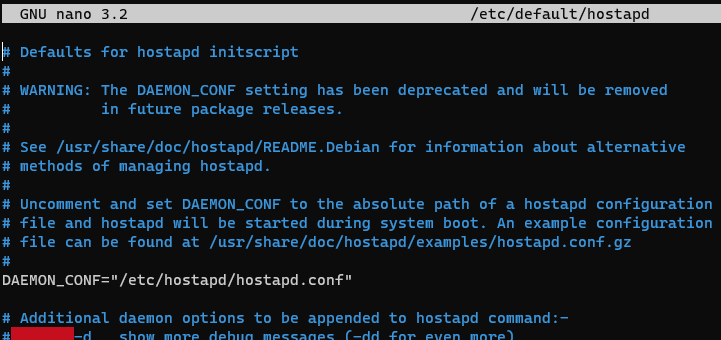 GNU nano 3.2 /etc/default/hostapd
# Defaults for hostapd initscript
#
# WARNING: The DAEMON_CONF setting has been deprecated and will be removed
#          in future package releases.
#
# See /usr/share/doc/hostapd/README.Debian for information about alternative
# methods of managing hostapd.
#
# Uncomment and set DAEMON_CONF to the absolute path of a hostapd configuration
# file and hostapd will be started during system boot. An example configuration
# file can be found at /usr/share/doc/hostapd/examples/hostapd.conf.gz
#
DAEMON_CONF="/etc/hostapd/hostapd.conf"
# Additional daemon options to be appended to hostapd command:-
#       -d   show more debug messages (-dd for even more)